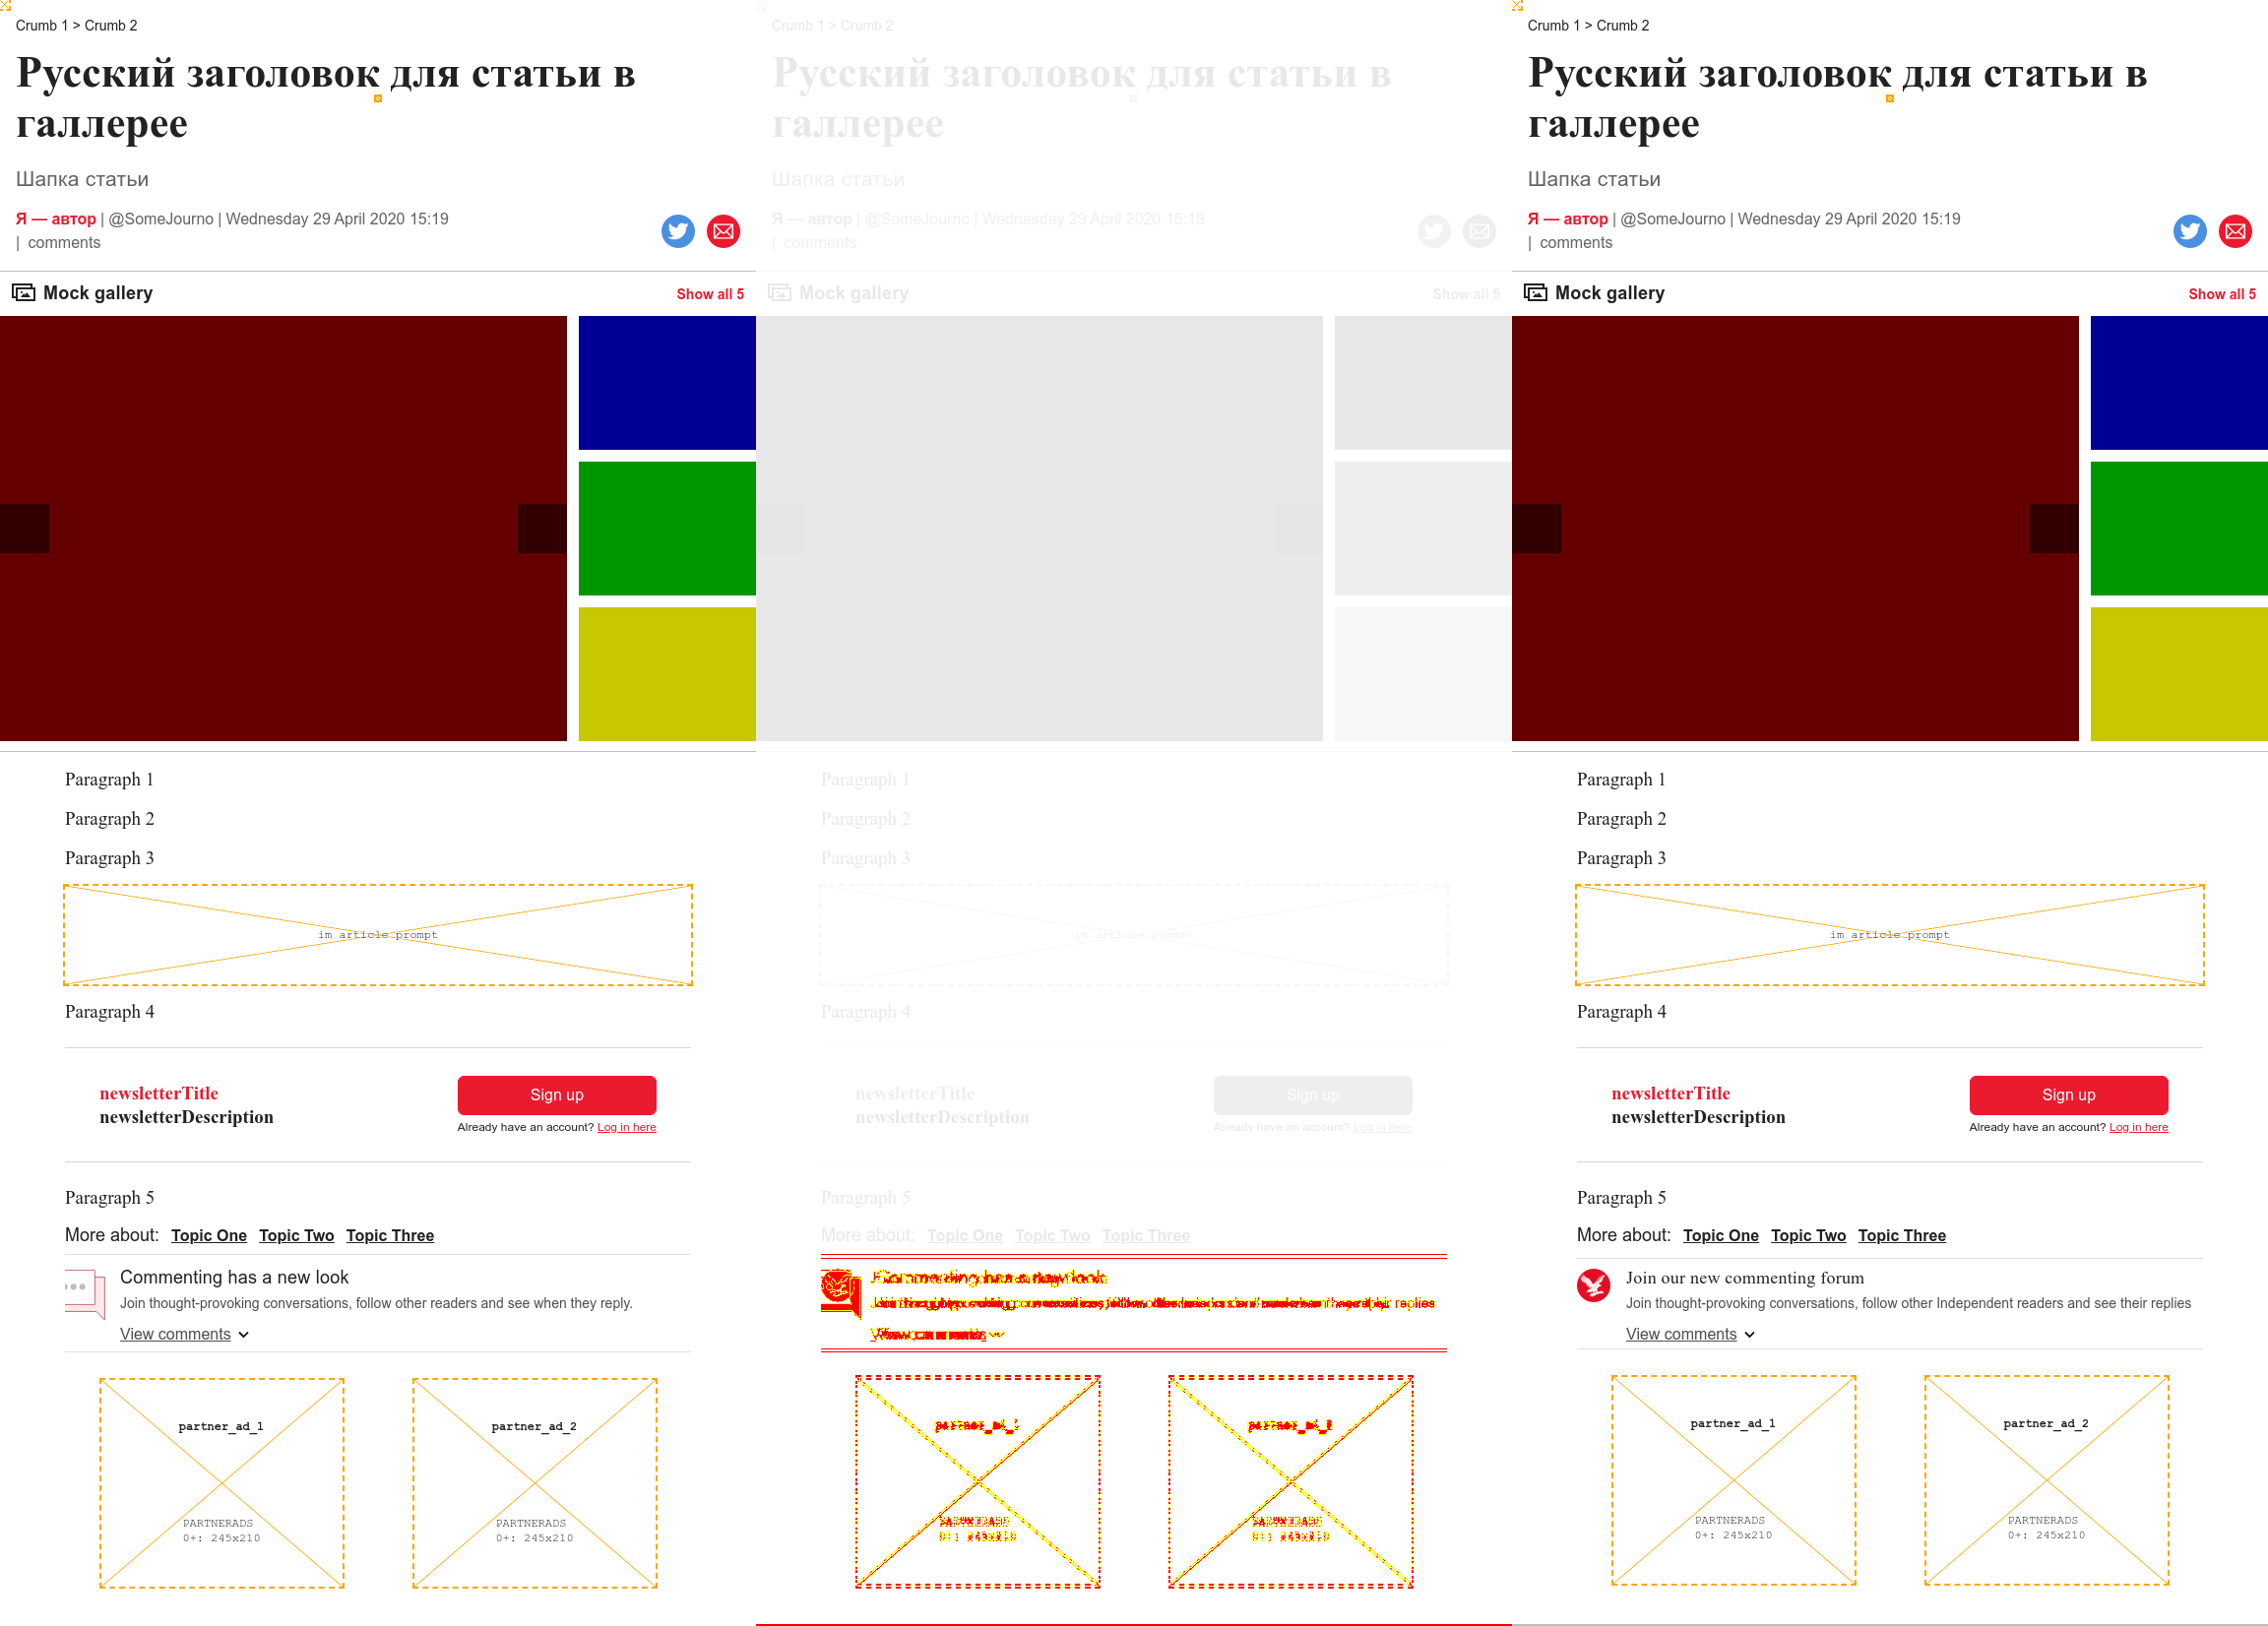 Crumb 1 > Crumb 2
Русский заголовок для статьи в
галлерее
Шапка статьи
Я — автор | @SomeJourno | Wednesday 29 April 2020 15:19
| comments
Mock gallery
Show all 5
Paragraph 1
Paragraph 2
Paragraph 3
im article prompt
Paragraph 4
newsletterTitle
newsletterDescription
Sign up
Already have an account? Log in here
Paragraph 5
More about: Topic One Topic Two Topic Three
Commenting has a new look
Join thought-provoking conversations, follow other readers and see when they reply.
View comments
partner_ad_1
PARTNERADS
0+: 245x210
partner_ad_2
PARTNERADS
0+: 245x210
Crumb 1 > Crumb 2
Русский заголовок для статьи в
галлерее
Шапка статьи
Я — автор | @SomeJourno | Wednesday 29 April 2020 15:19
| comments
Mock gallery
Show all 5
Paragraph 1
Paragraph 2
Paragraph 3
im article prompt
Paragraph 4
newsletterTitle
newsletterDescription
Sign up
Already have an account? Log in here
Paragraph 5
More about: Topic One Topic Two Topic Three
Crumb 1 > Crumb 2
Русский заголовок для статьи в
галлерее
Шапка статьи
Я — автор | @SomeJourno | Wednesday 29 April 2020 15:19
| comments
Mock gallery
Show all 5
Paragraph 1
Paragraph 2
Paragraph 3
im article prompt
Paragraph 4
newsletterTitle
newsletterDescription
Sign up
Already have an account? Log in here
Paragraph 5
More about: Topic One Topic Two Topic Three
Join our new commenting forum
Join thought-provoking conversations, follow other Independent readers and see their replies
View comments
partner_ad_1
PARTNERADS
0+: 245x210
partner_ad_2
PARTNERADS
0+: 245x210